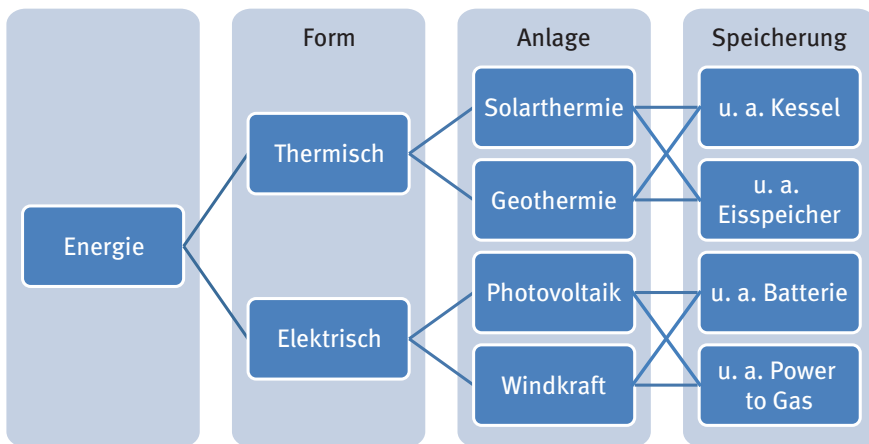 Form
Anlage
Speicherung
Energie
Thermisch
Elektrisch
Solarthermie
Geothermie
Photovoltaik
Windkraft
u. a. Kessel
u. a.
Eisspeicher
u. a. Batterie
u. a. Power
to Gas